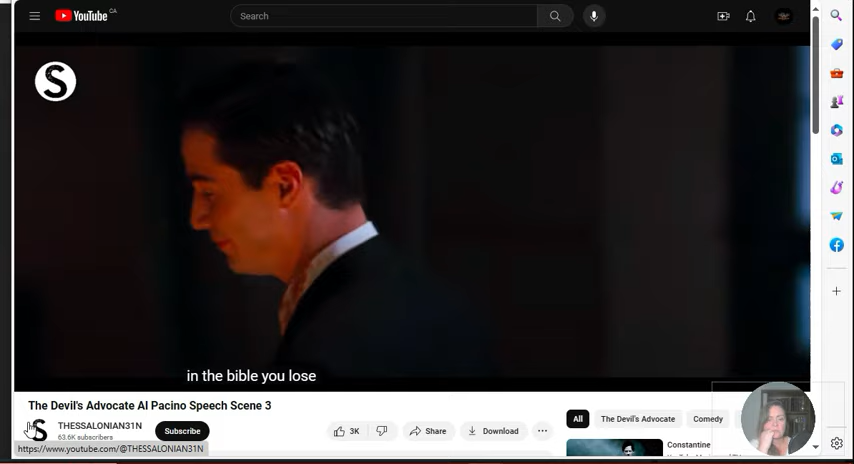 YouTube CA
Search
S
in the bible you lose
The Devil's Advocate Al Pacino Speech Scene 3
S
THESSALONIAN31N
63.6K subscribers
Subscribe
3K
Share
Download
All
The Devil's Advocate
Comedy
Constantine
https://www.youtube.com/@THESSALONIAN31N